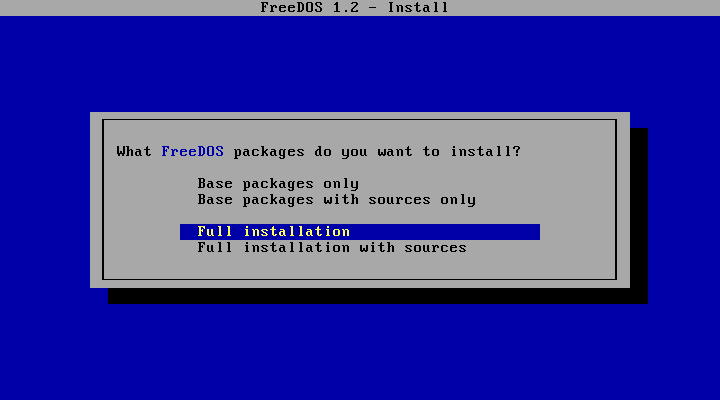 FreeDOS 1.2 - Install
What FreeDOS packages do you want to install?
Base packages only
Base packages with sources only
Full installation
Full installation with sources